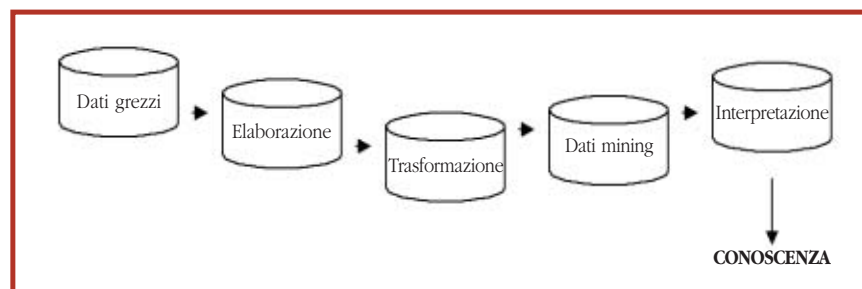 Dati grezzi
Elaborazione
Trasformazione
Dati mining
Interpretazione
CONOSCENZA